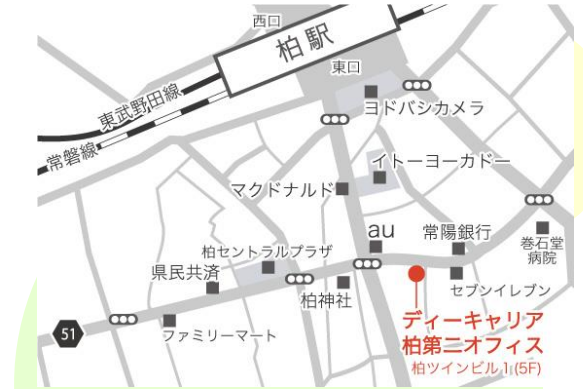 西口
柏駅
東口
東武野田線
常磐線
ヨドバシカメラ
イトーヨーカドー
マクドナルド
au
常陽銀行
巻石堂
病院
柏セントラルプラザ
県民共済
柏神社
セブンイレブン
51
ファミリーマート
ディーキャリア
柏第二オフィス
柏ツインビル1(5F)